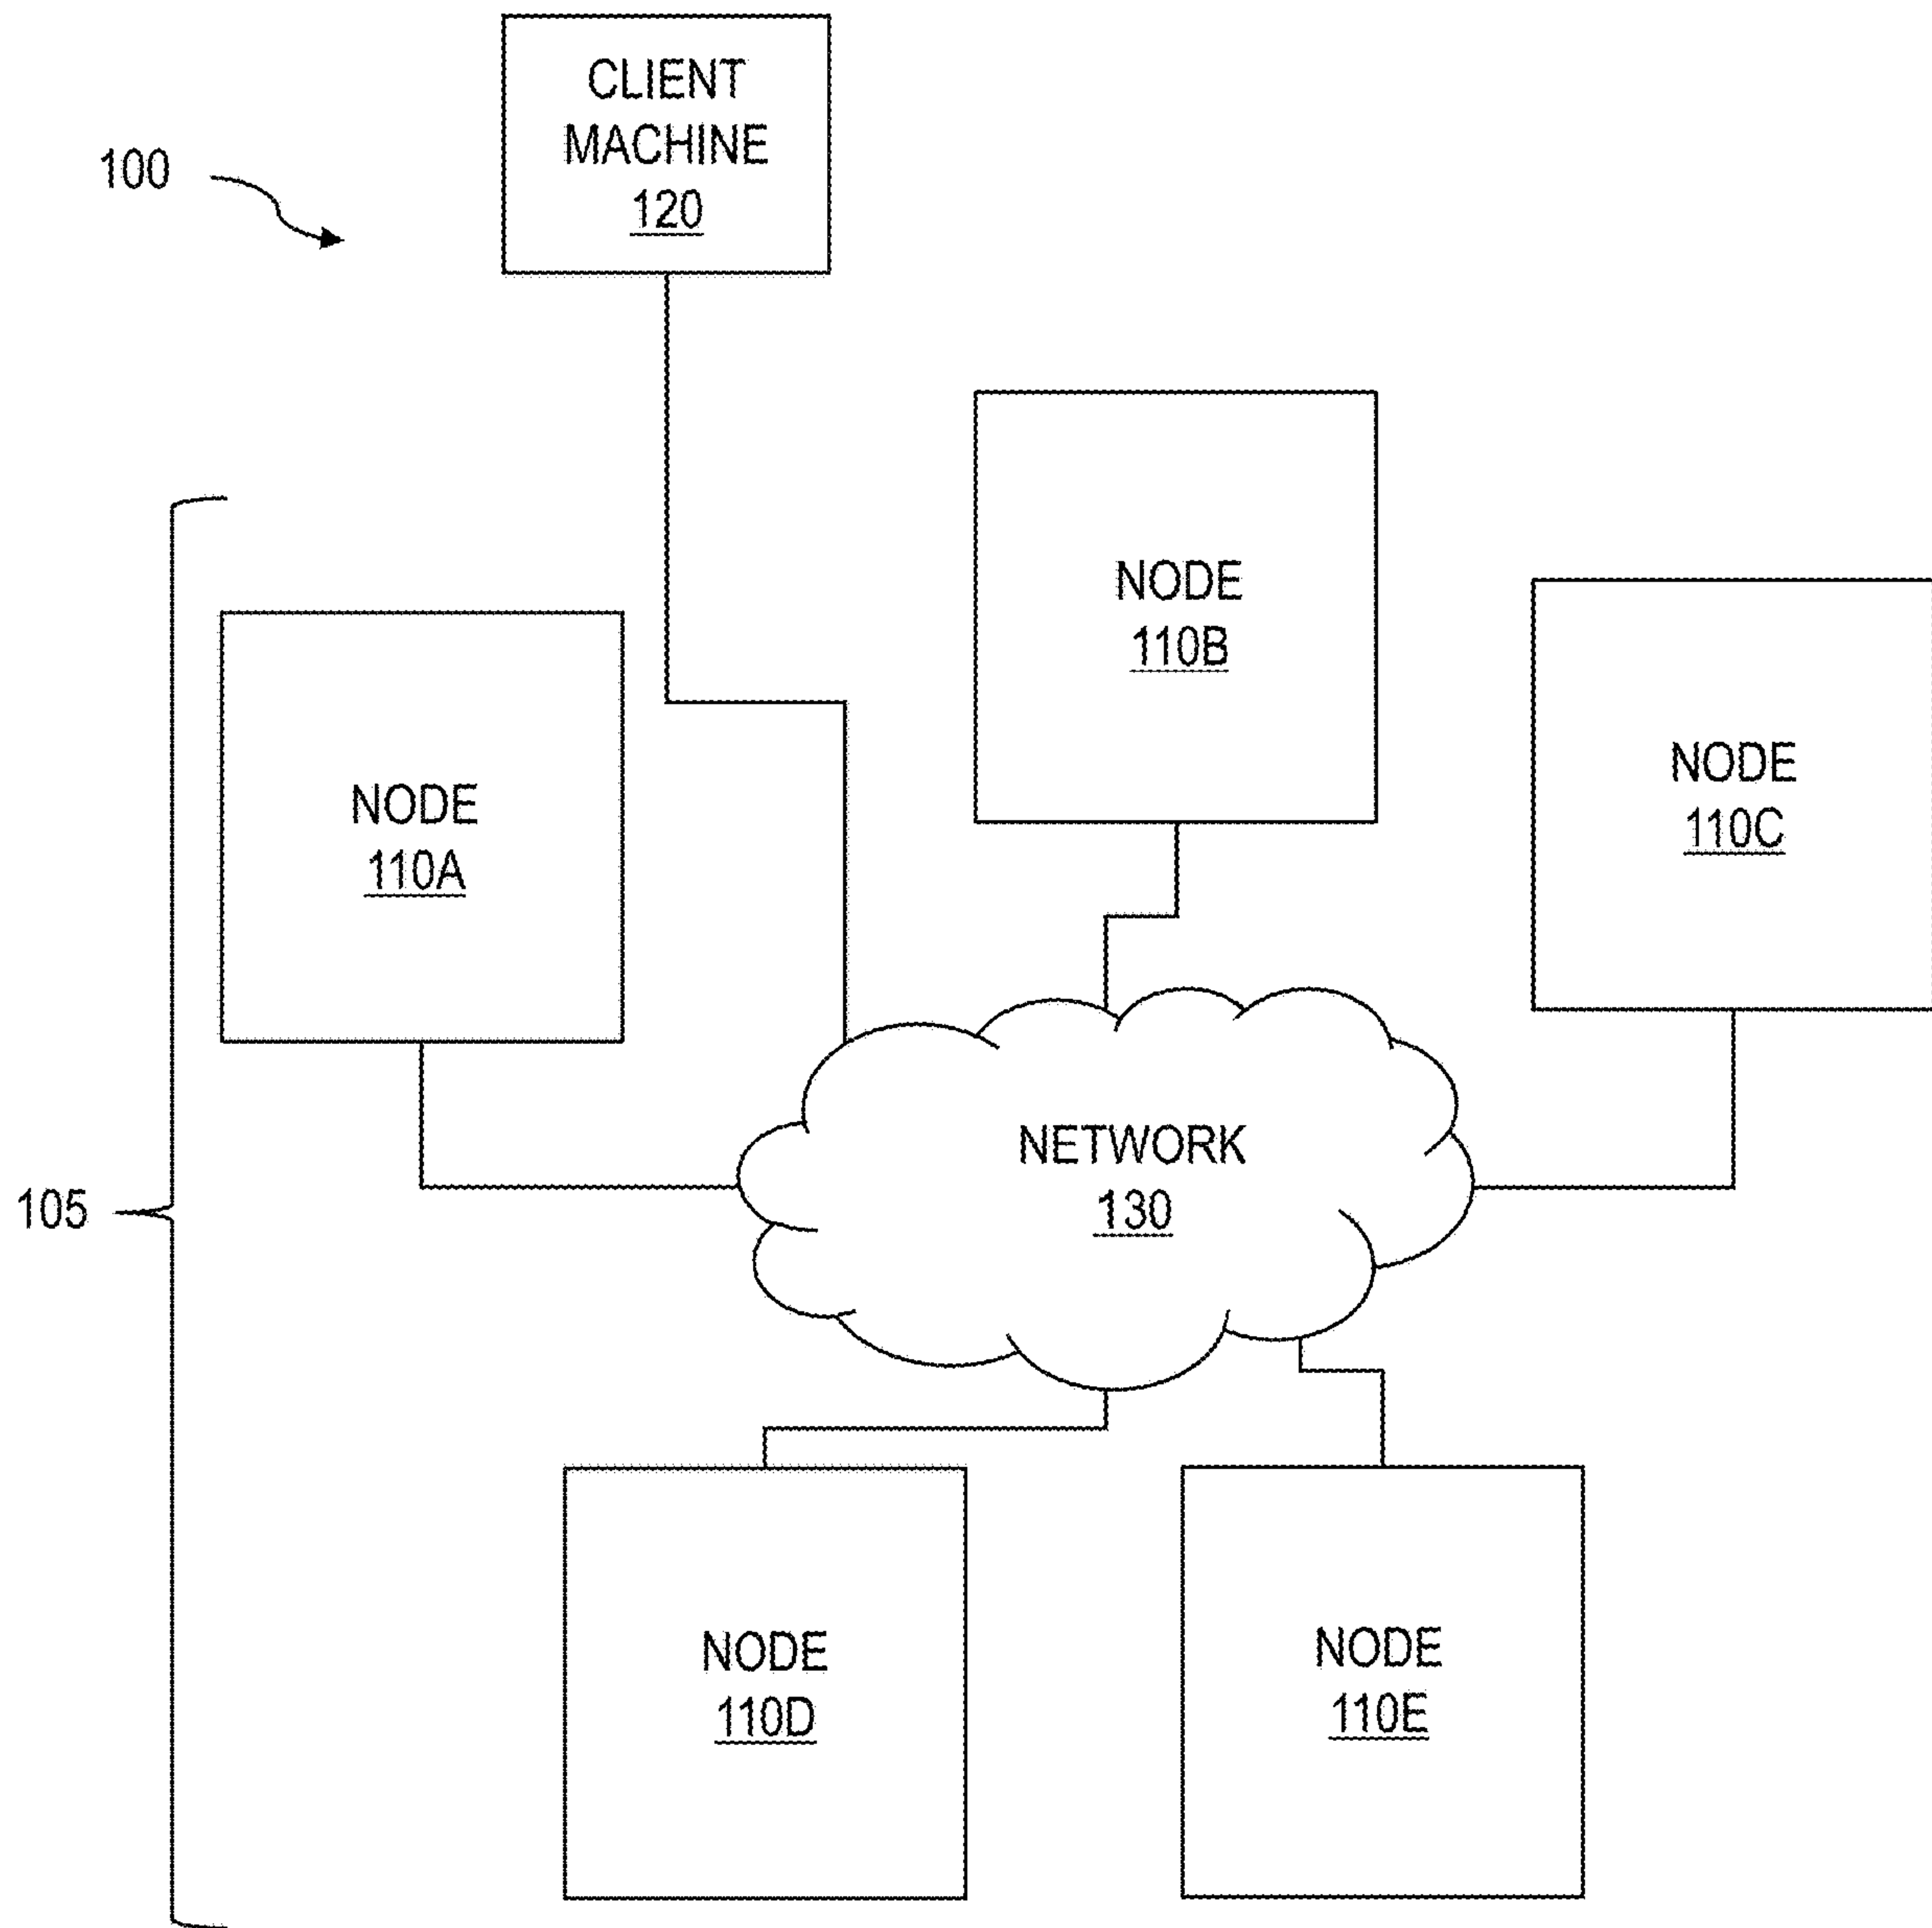 CLIENT
MACHINE
120
100
NODE
110B
NODE
110C
NODE
110A
NETWORK
130
105
NODE
110D
NODE
110E